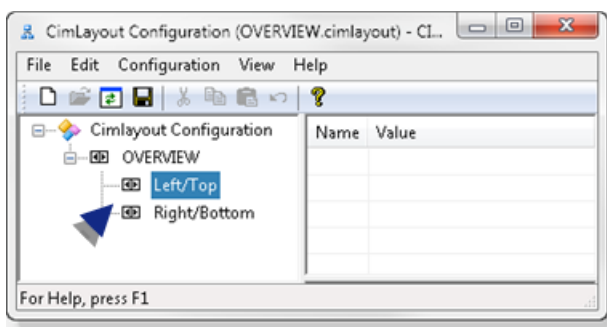 CimLayout Configuration (OVERVIEW.cimlayout) - CI...
File Edit Configuration View Help
Cimlayout Configuration
OVERVIEW
Left/Top
Right/Bottom
Name Value
For Help, press F1